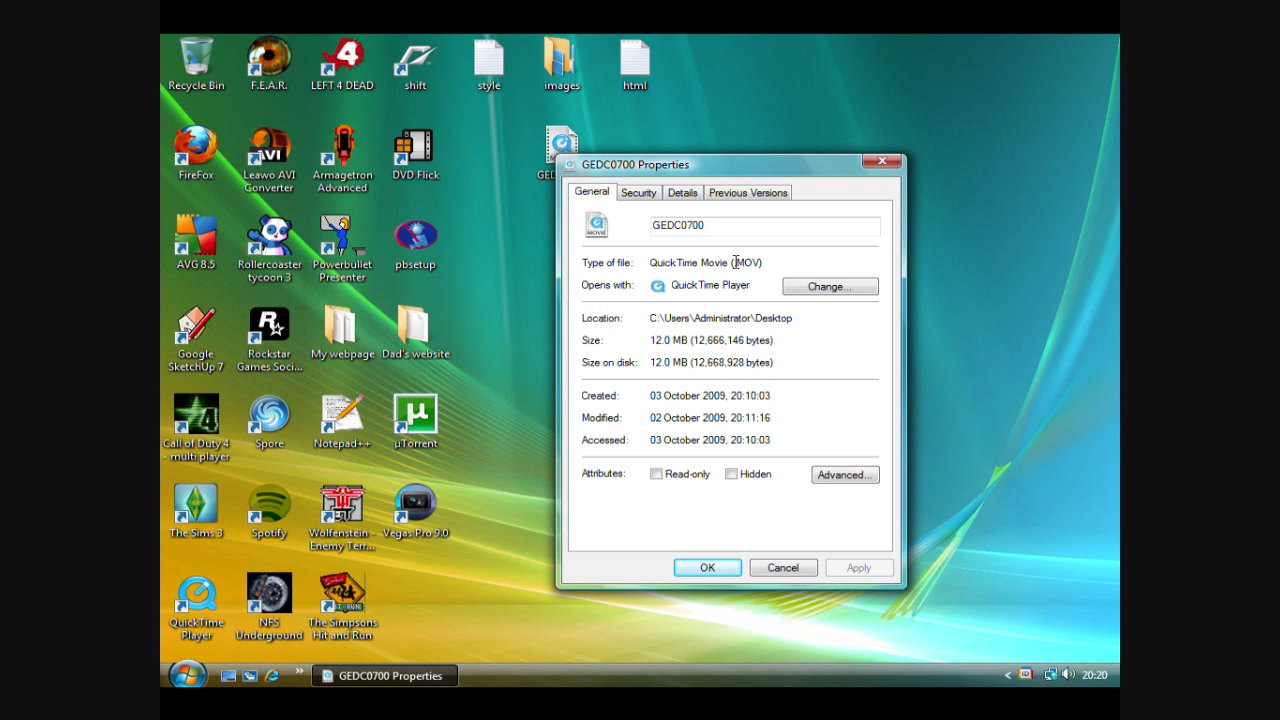 Recycle Bin
F.E.A.R.
LEFT 4 DEAD
shift
style
images
html
FireFox
Leawo AVI
Converter
Armagetron
Advanced
DVD Flick
AVG 8.5
Rollercoaster
tycoon 3
Powerbullet
Presenter
pbsetup
Google
SketchUp 7
Rockstar
Games Soci...
My webpage
Dad's website
Call of Duty 4
- multi player
Spore
Notepad++
µTorrent
The Sims 3
Spotify
Wolfenstein -
Enemy Terr...
Vegas Pro 9.0
QuickTime
Player
NFS
Underground
The Simpsons
Hit and Run
GEDC0700 Properties
General Security Details Previous Versions
MOVIE
GEDC0700
Type of file: QuickTime Movie (.MOV)
Opens with: QuickTime Player Change...
Location: C:\Users\Administrator\Desktop
Size: 12.0 MB (12,666,146 bytes)
Size on disk: 12.0 MB (12,668,928 bytes)
Created: 03 October 2009, 20:10:03
Modified: 02 October 2009, 20:11:16
Accessed: 03 October 2009, 20:10:03
Attributes: Read-only Hidden Advanced...
OK Cancel Apply
GEDC0700 Properties
20:20